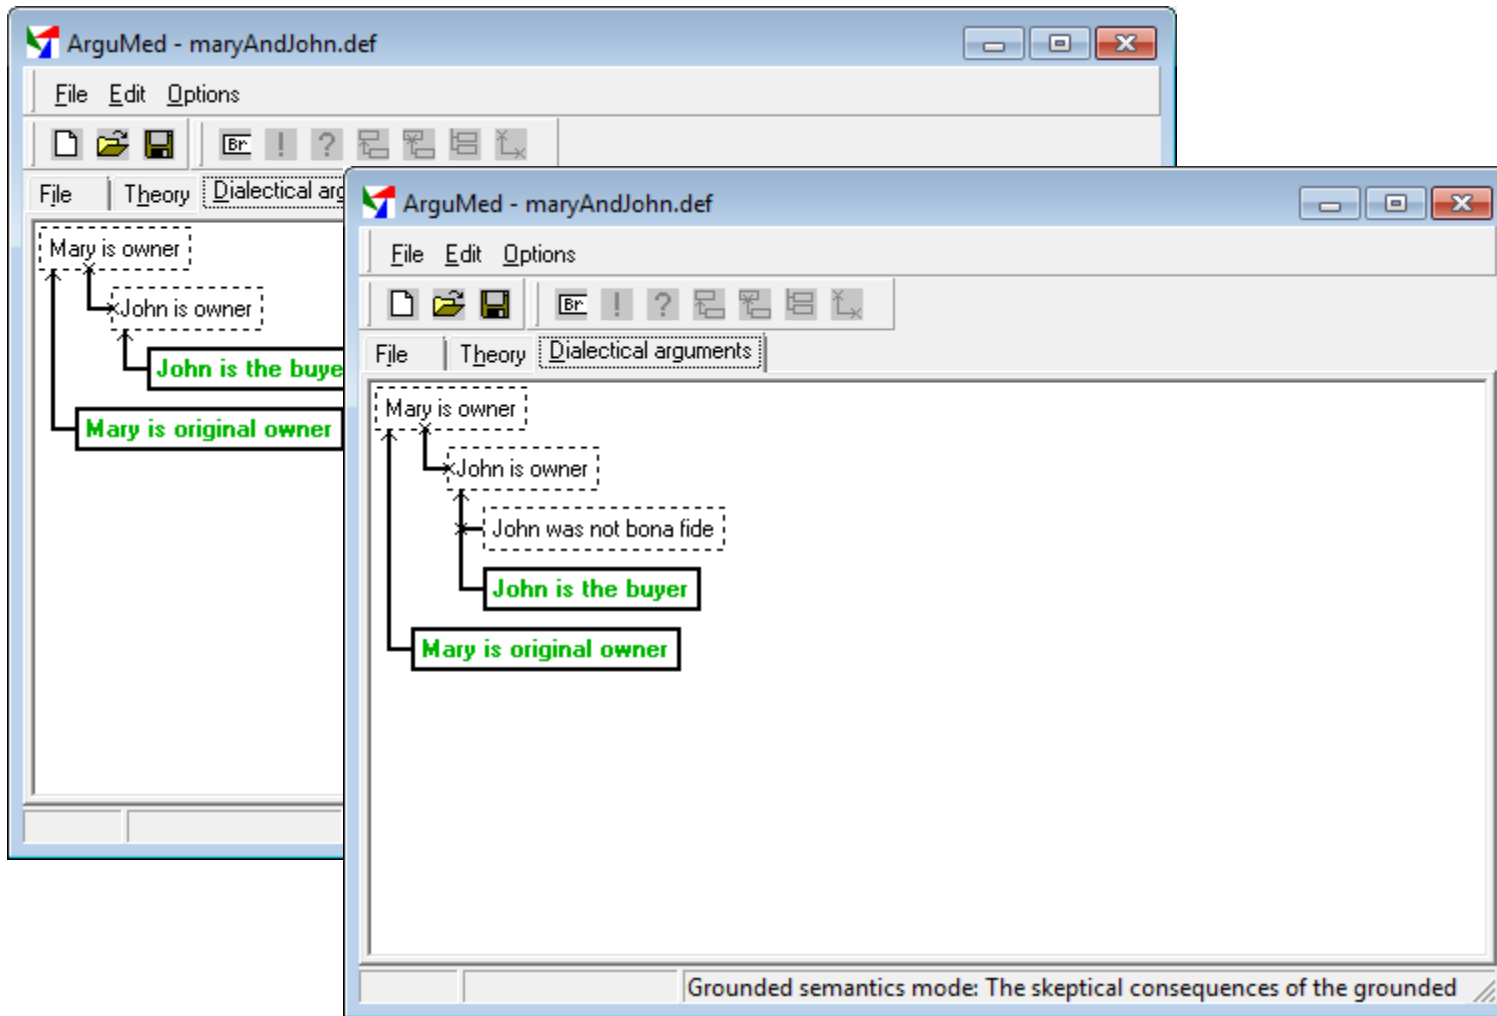 ArguMed - maryAndJohn.def
File Edit Options
Br ! ?
File Theory Dialectical arg
Mary is owner
John is owner
John is the buye
Mary is original owner
ArguMed - maryAndJohn.def
File Edit Options
Br ! ?
File Theory Dialectical arguments
Mary is owner
John is owner
John was not bona fide
John is the buyer
Mary is original owner
Grounded semantics mode: The skeptical consequences of the grounded